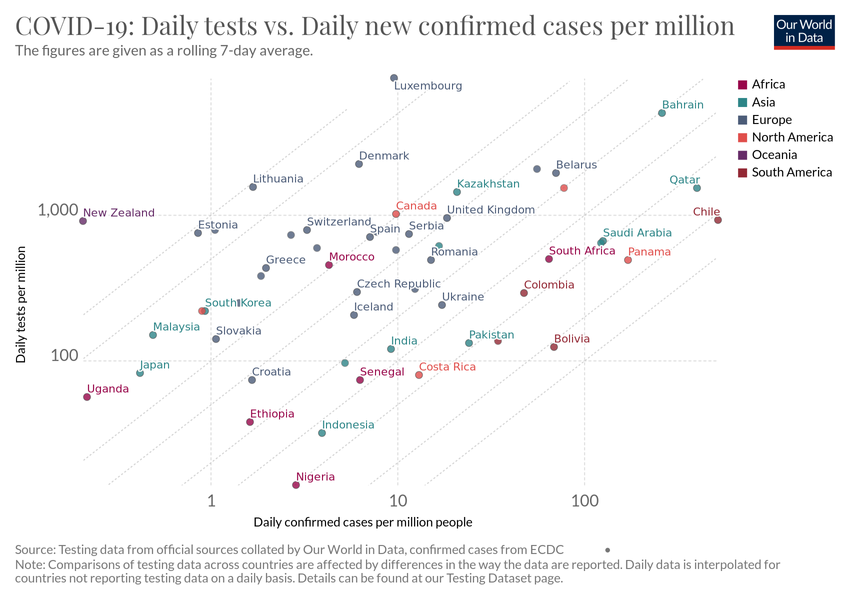 COVID-19: Daily tests vs. Daily new confirmed cases per million
The figures are given as a rolling 7-day average.
Our World
in Data
Luxembourg
Africa
Asia
Europe
North America
Oceania
South America
Bahrain
Denmark
Belarus
Lithuania
Kazakhstan
Qatar
1,000
New Zealand
Canada
United Kingdom
Chile
Estonia
Switzerland
Spain
Serbia
Saudi Arabia
Greece
Morocco
Romania
South Africa
Panama
Daily tests per million
South Korea
Czech Republic
Colombia
Iceland
Ukraine
Malaysia
Slovakia
India
Pakistan
Bolivia
100
Japan
Croatia
Senegal
Costa Rica
Uganda
Ethiopia
Indonesia
Nigeria
1
10
100
Daily confirmed cases per million people
Source: Testing data from official sources collated by Our World in Data, confirmed cases from ECDC
Note: Comparisons of testing data across countries are affected by differences in the way the data are reported. Daily data is interpolated for
countries not reporting testing data on a daily basis. Details can be found at our Testing Dataset page.